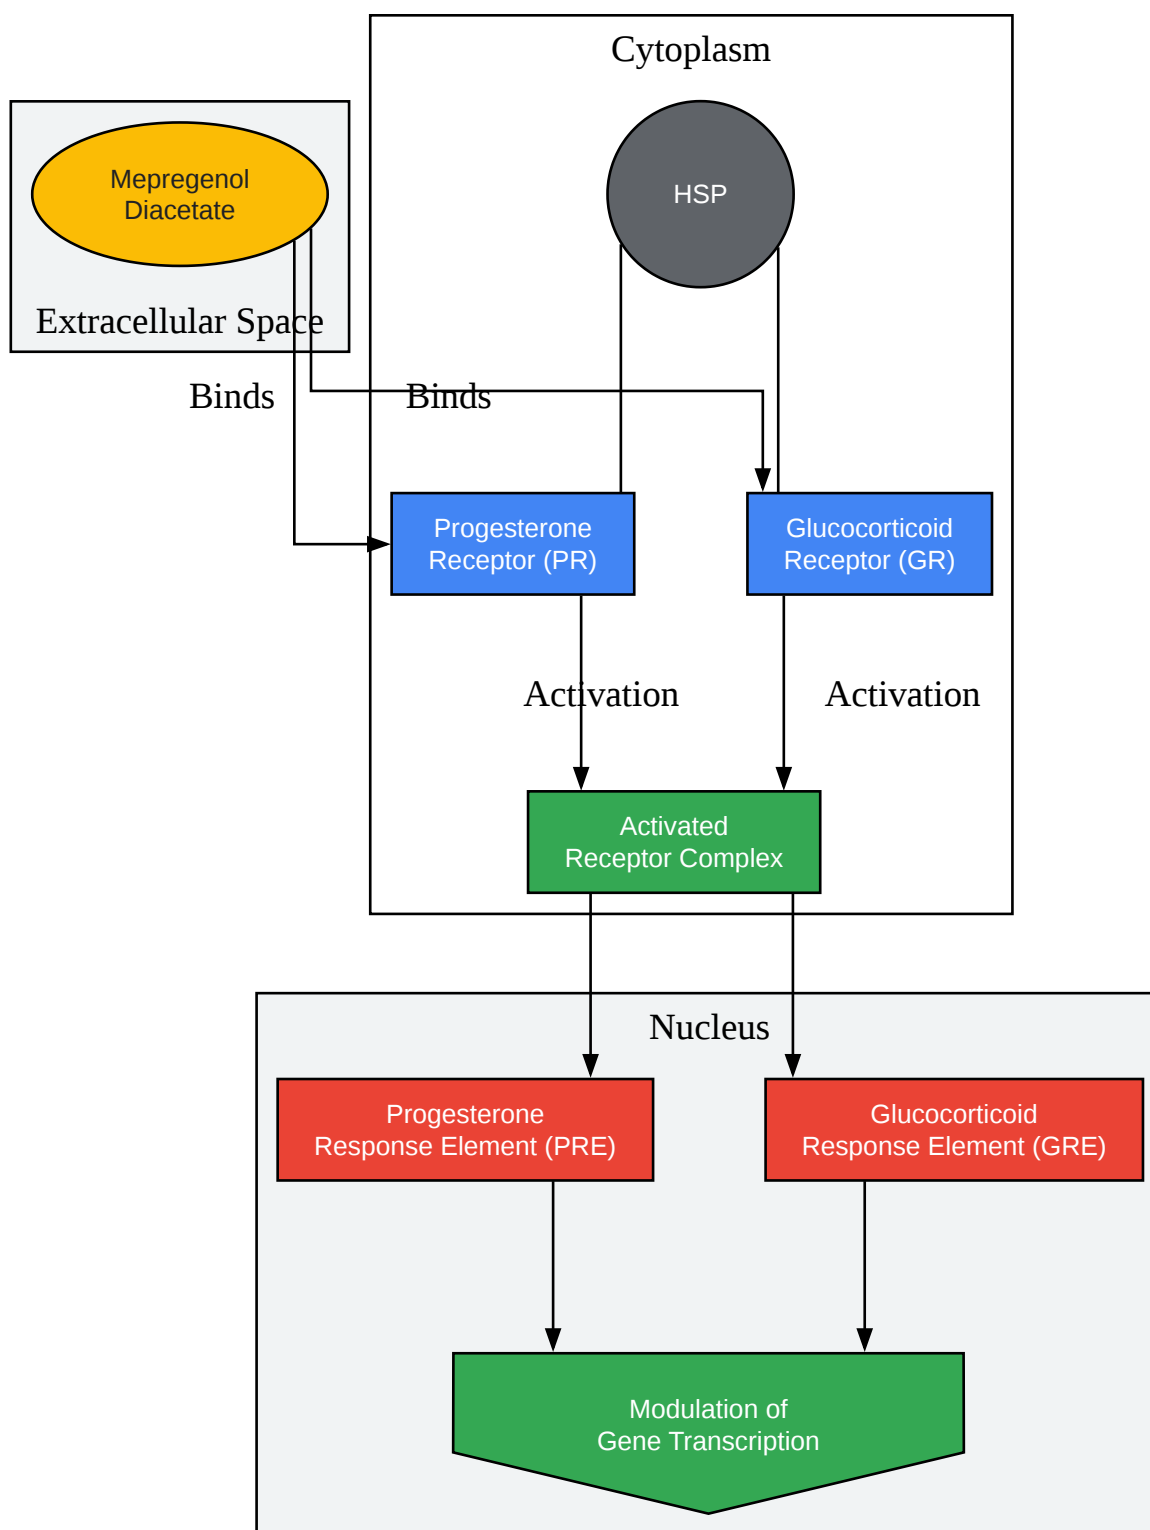 Cytoplasm
HSP
Mepregenol
Diacetate
Extracellular Space
Binds
Binds
Progesterone
Receptor (PR)
Glucocorticoid
Receptor (GR)
Activation
Activation
Activated
Receptor Complex
Nucleus
Progesterone
Response Element (PRE)
Glucocorticoid
Response Element (GRE)
Modulation of
Gene Transcription